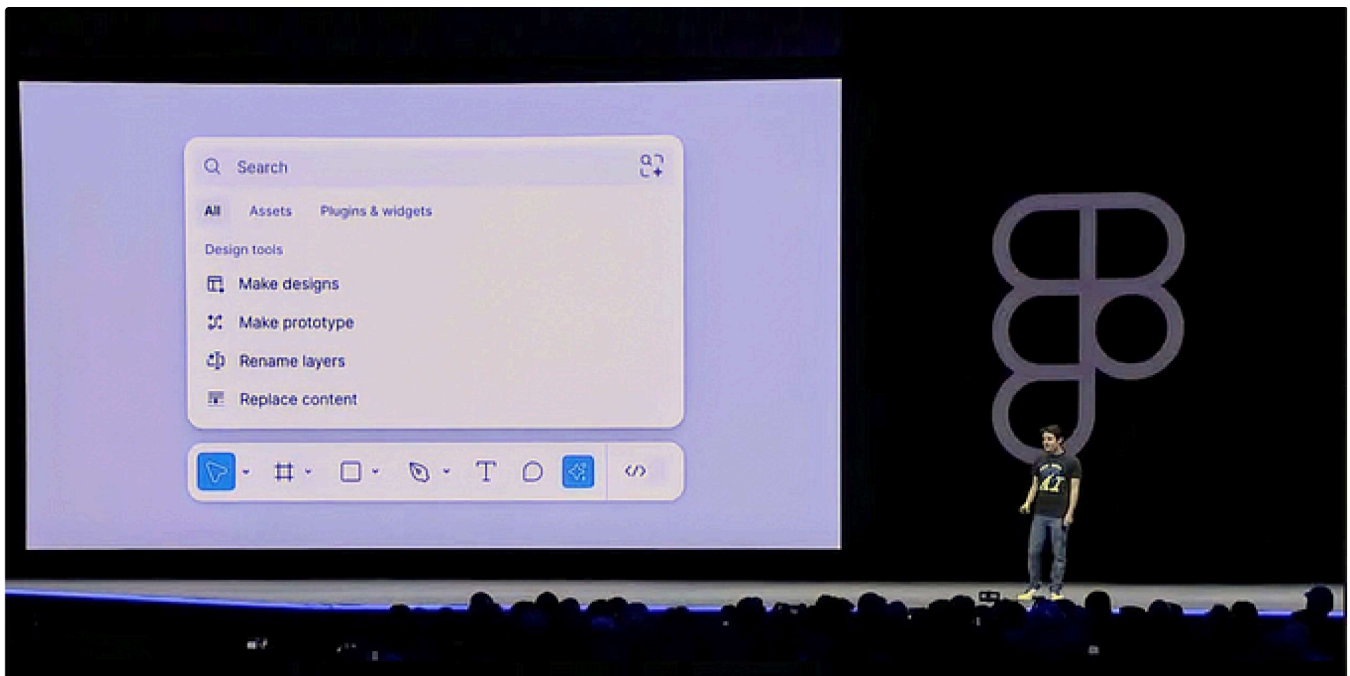 Search
All Assets Plugins & widgets
Design tools
Make designs
Make prototype
Rename layers
Replace content
T